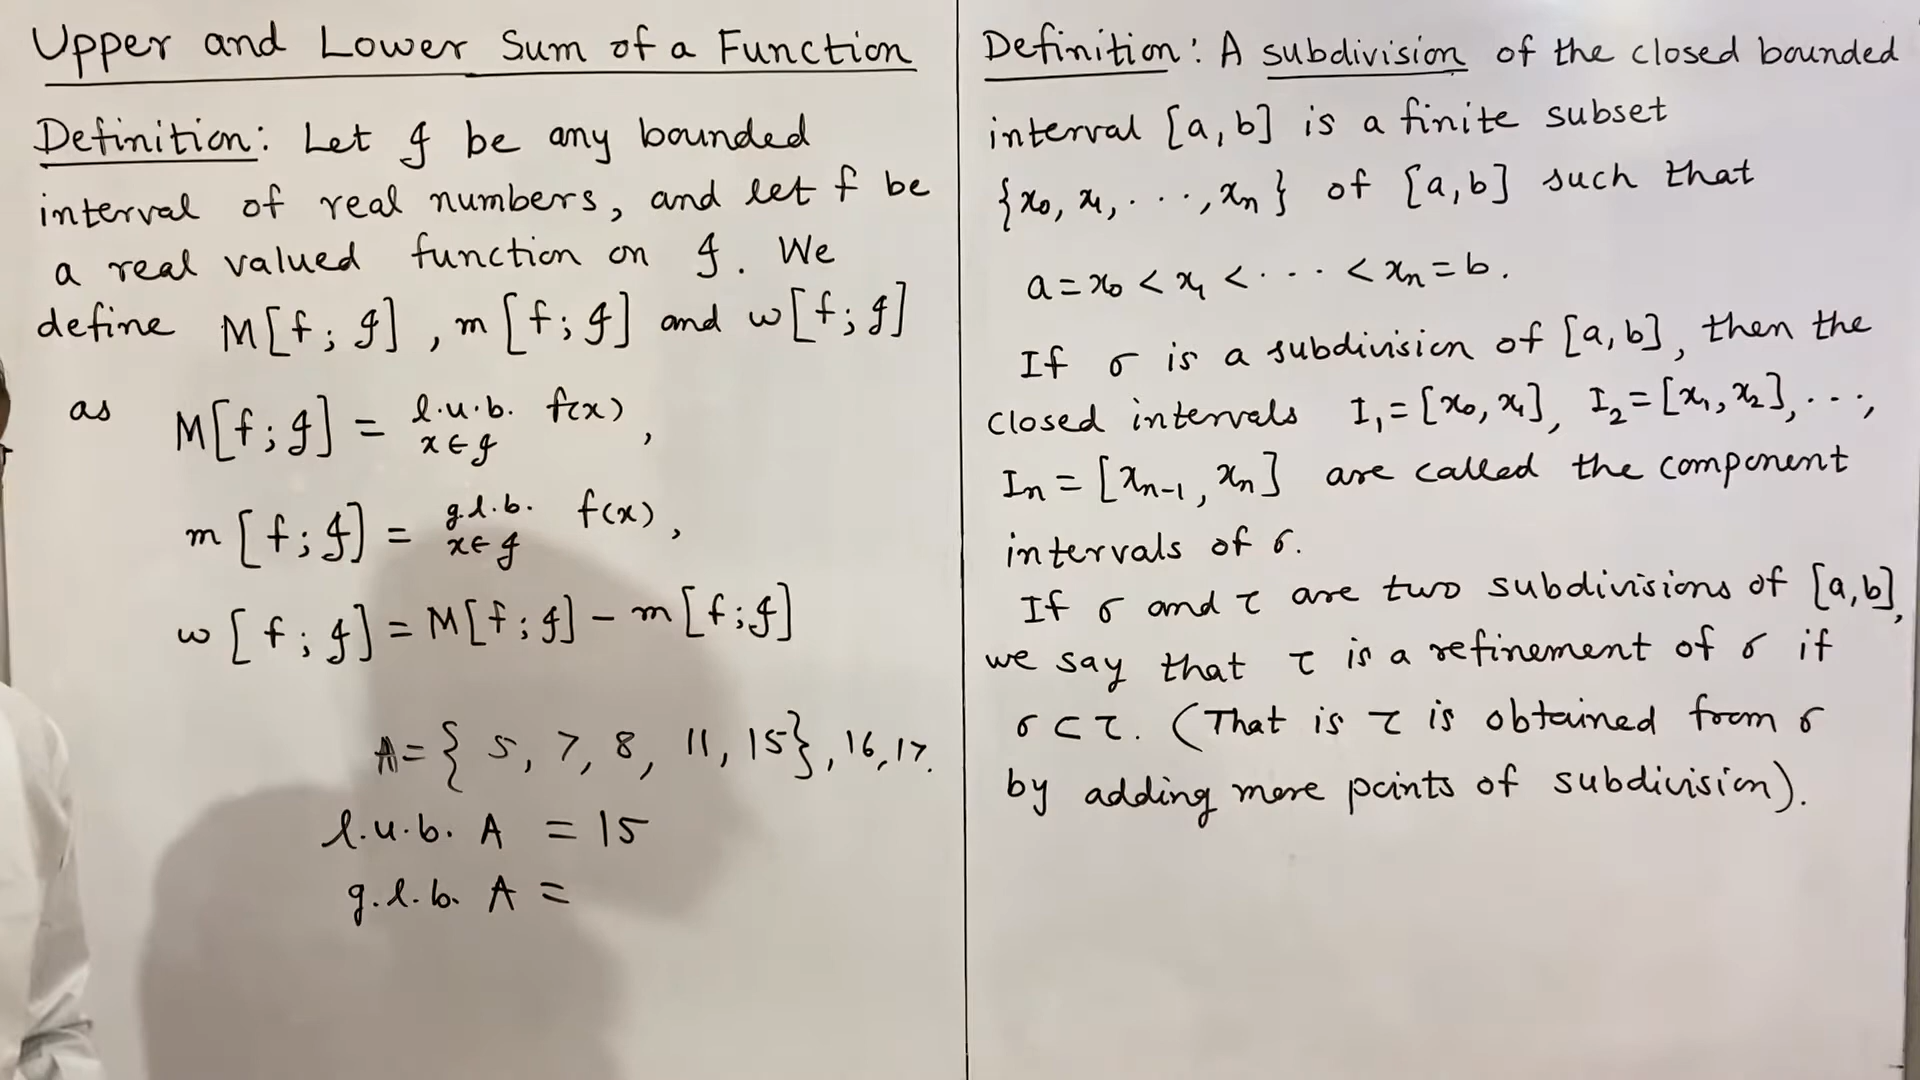 Upper and Lower Sum of a Function
Definition: Let J be any bounded
interval of real numbers, and let f be
a real valued function on J. We
define M[f; J], m[f; J] and w[f; J]
as M[f; J] = l.u.b. f(x),
x∈J
m[f; J] = g.l.b. f(x),
x∈J
w[f; J] = M[f; J] - m[f; J]
A = { 5, 7, 8, 11, 15}, 16, 17.
l.u.b. A = 15
g.l.b. A =
Definition: A subdivision of the closed bounded
interval [a, b] is a finite subset
{x₀, x₁, ..., xₙ} of [a, b] such that
a = x₀ < x₁ < ... < xₙ = b.
If σ is a subdivision of [a, b], then the
closed intervals I₁ = [x₀, x₁], I₂ = [x₁, x₂], ...,
Iₙ = [xₙ₋₁, xₙ] are called the component
intervals of σ.
If σ and τ are two subdivisions of [a, b],
we say that τ is a refinement of σ if
σ ⊂ τ. (That is τ is obtained from σ
by adding more points of subdivision).